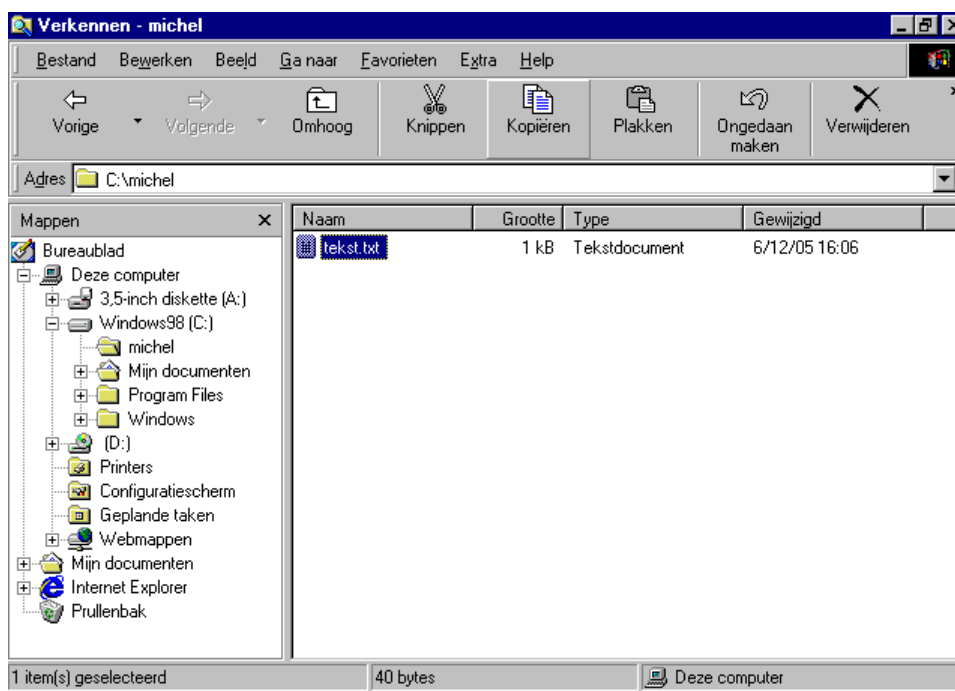 Verkennen - michel
Bestand Bewerken Beeld Ga naar Favorieten Extra Help
Vorige Volgende Omhoog Knippen Kopiëren Plakken Ongedaan maken Verwijderen
Adres C:\michel
Mappen
Naam Grootte Type Gewijzigd
tekst.txt 1 kB Tekstdocument 6/12/05 16:06
Bureaublad
Deze computer
3,5-inch diskette (A:)
Windows98 (C:)
michel
Mijn documenten
Program Files
Windows
(D:)
Printers
Configuratiescherm
Geplande taken
Webmappen
Mijn documenten
Internet Explorer
Prullenbak
1 item(s) geselecteerd 40 bytes Deze computer